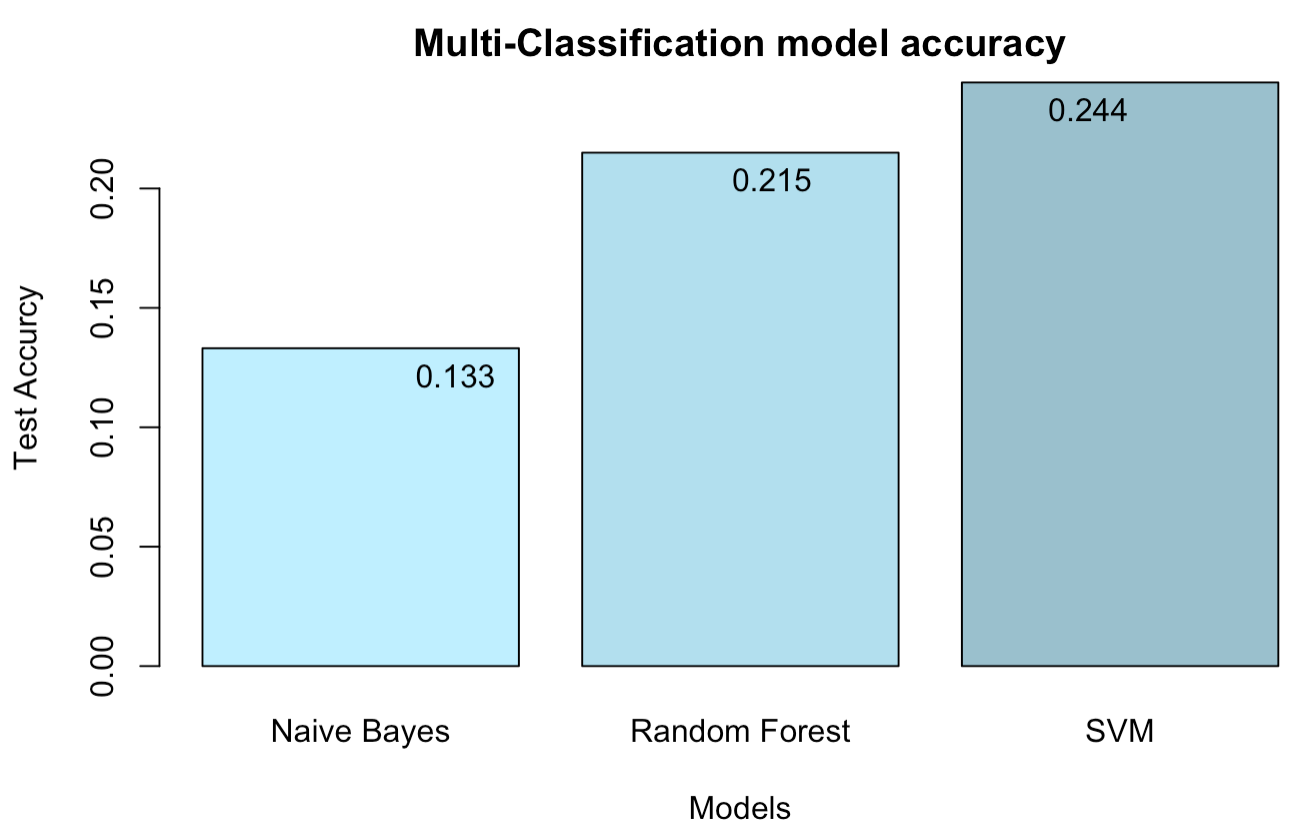 Multi-Classification model accuracy
Test Accurcy
0.20
0.15
0.10
0.05
0.00
0.133
0.215
0.244
Naive Bayes
Random Forest
SVM
Models